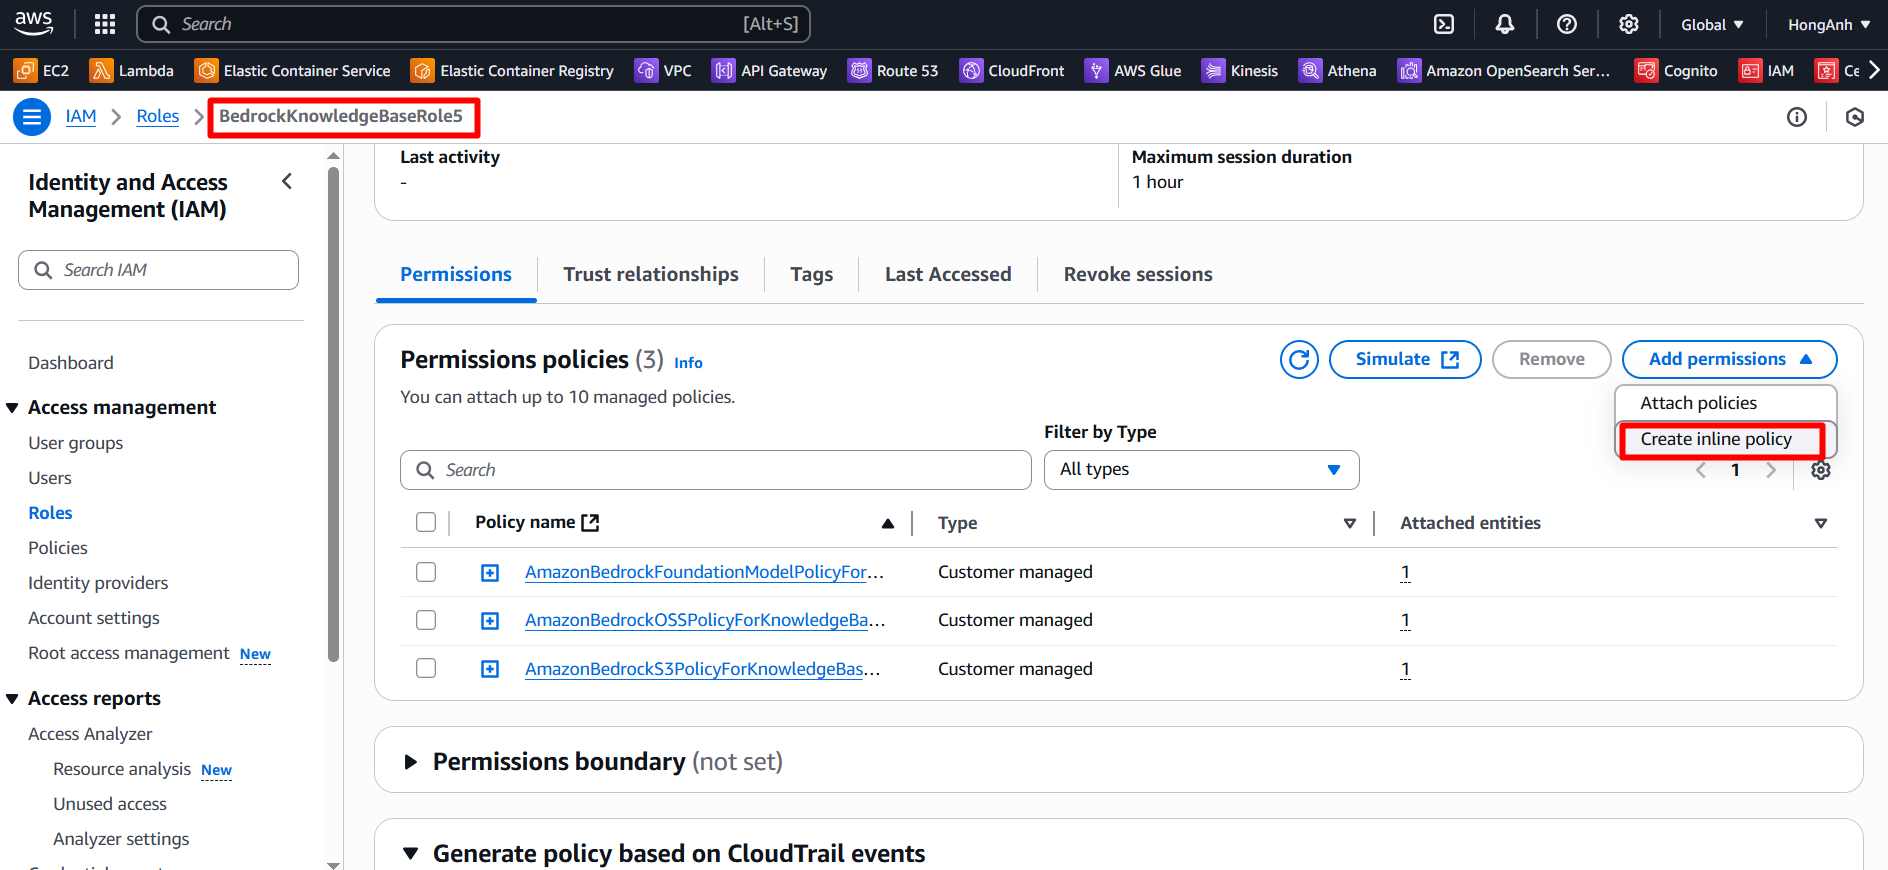 aws
Search [Alt+S]
Global HongAnh
EC2 Lambda Elastic Container Service Elastic Container Registry VPC API Gateway Route 53 CloudFront AWS Glue Kinesis Athena Amazon OpenSearch Ser... Cognito IAM Ce
IAM Roles BedrockKnowledgeBaseRole5
Identity and Access
Management (IAM)
Search IAM
Dashboard
Access management
User groups
Users
Roles
Policies
Identity providers
Account settings
Root access management New
Access reports
Access Analyzer
Resource analysis New
Unused access
Analyzer settings
Last activity
-
Maximum session duration
1 hour
Permissions Trust relationships Tags Last Accessed Revoke sessions
Permissions policies (3) Info
Simulate Remove Add permissions
You can attach up to 10 managed policies.
Attach policies
Create inline policy
Filter by Type
Search All types
1
Policy name Type Attached entities
AmazonBedrockFoundationModelPolicyFor... Customer managed 1
AmazonBedrockOSSPolicyForKnowledgeBa... Customer managed 1
AmazonBedrockS3PolicyForKnowledgeBas... Customer managed 1
Permissions boundary (not set)
Generate policy based on CloudTrail events